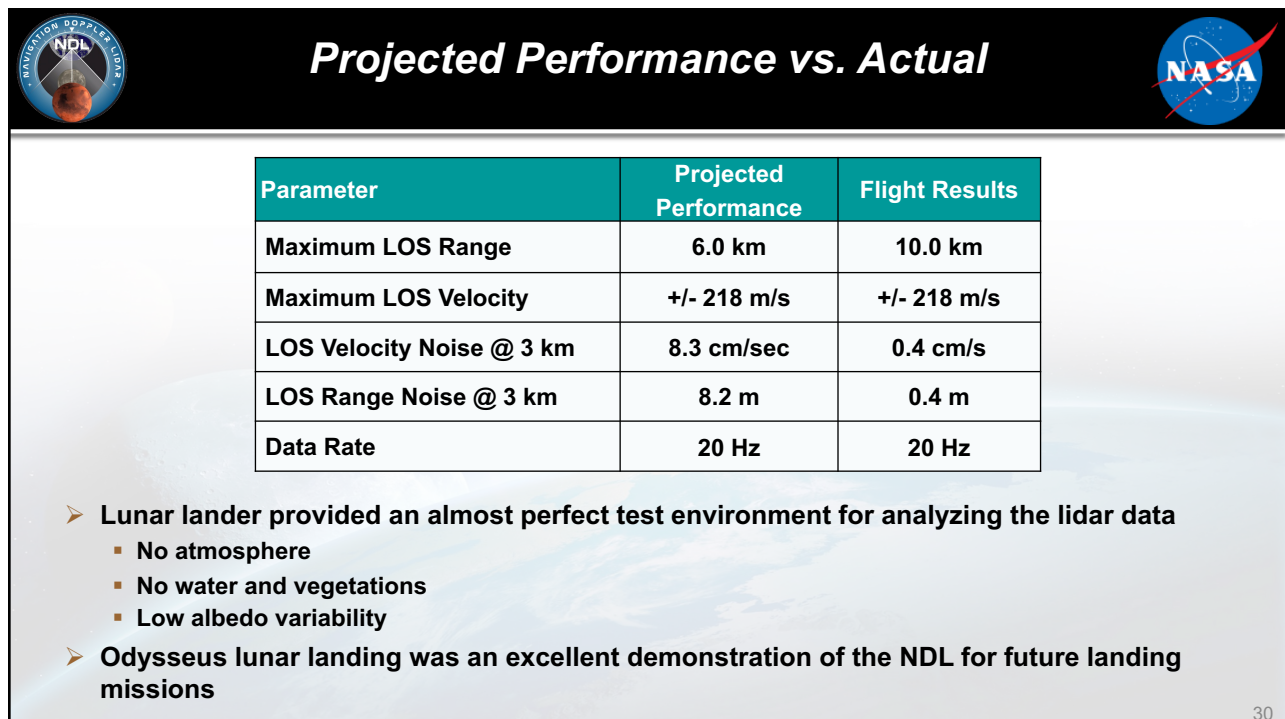 NAVIGATION DOPPLER LIDAR
NDL
Projected Performance vs. Actual
NASA
Parameter
Projected
Performance
Flight Results
Maximum LOS Range
6.0 km
10.0 km
Maximum LOS Velocity
+/- 218 m/s
+/- 218 m/s
LOS Velocity Noise @ 3 km
8.3 cm/sec
0.4 cm/s
LOS Range Noise @ 3 km
8.2 m
0.4 m
Data Rate
20 Hz
20 Hz
➢ Lunar lander provided an almost perfect test environment for analyzing the lidar data
▪ No atmosphere
▪ No water and vegetations
▪ Low albedo variability
➢ Odysseus lunar landing was an excellent demonstration of the NDL for future landing
missions
30